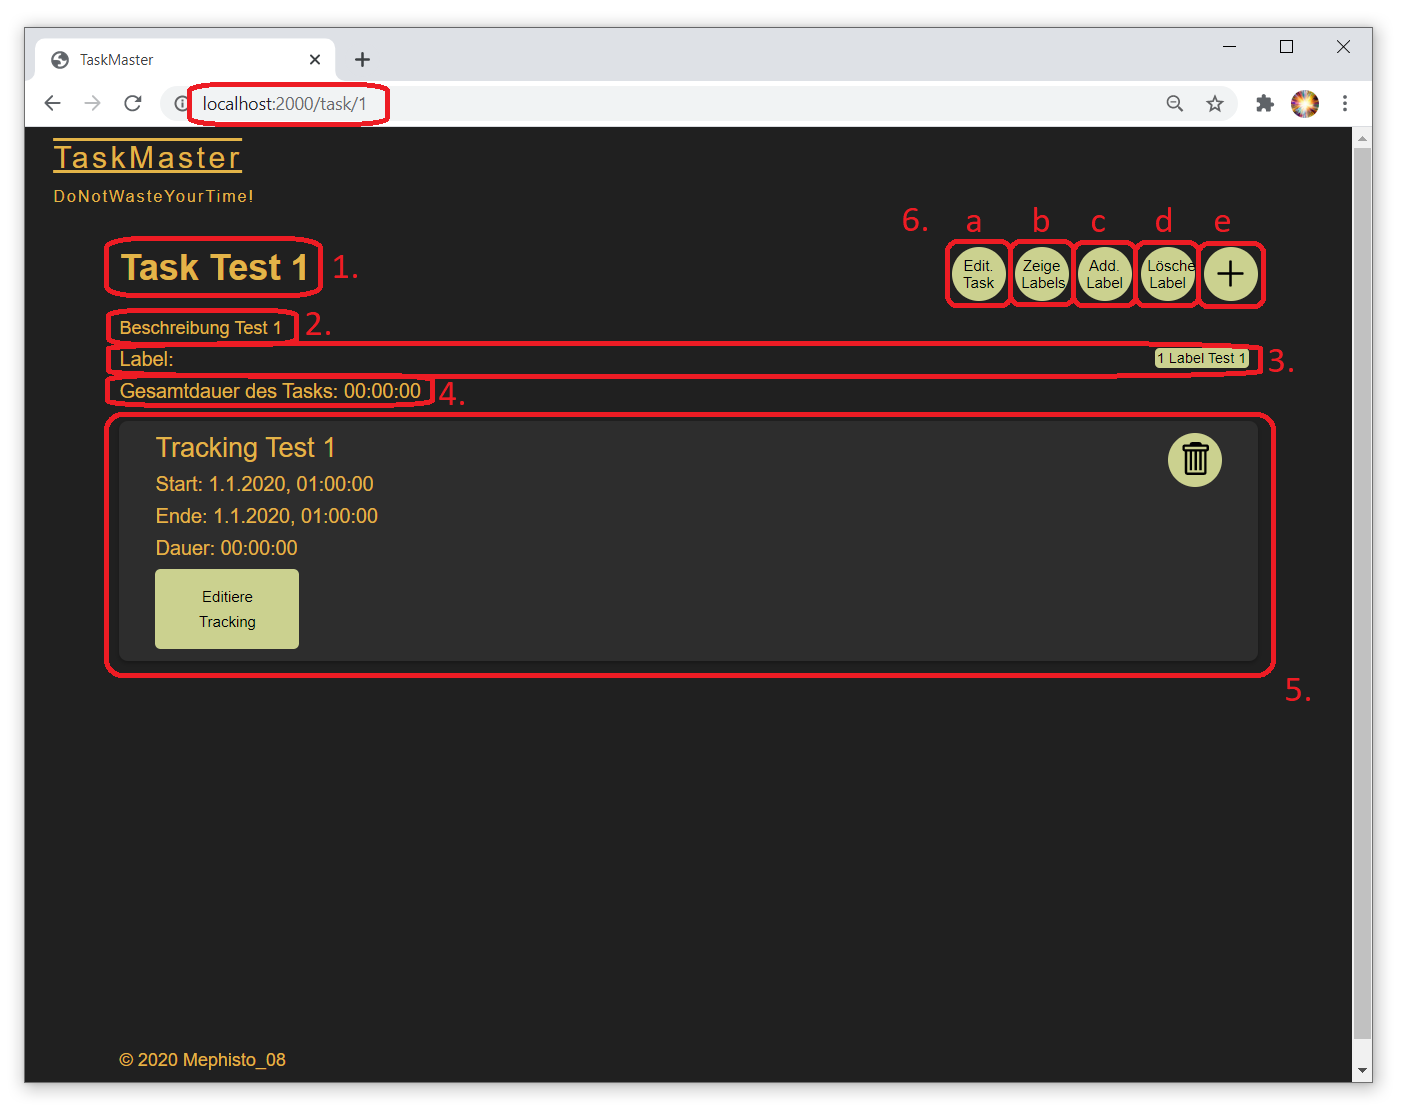 TaskMaster
localhost:2000/task/1
TaskMaster
DoNotWasteYourTime!
6. a b c d e
Task Test 1 1.
Edit. Task
Zeige Labels
Add. Label
Lösche Label
Beschreibung Test 1 2.
Label: 1 Label Test 1 3.
Gesamtdauer des Tasks: 00:00:00 4.
Tracking Test 1
Start: 1.1.2020, 01:00:00
Ende: 1.1.2020, 01:00:00
Dauer: 00:00:00
Editiere
Tracking
5.
© 2020 Mephisto_08